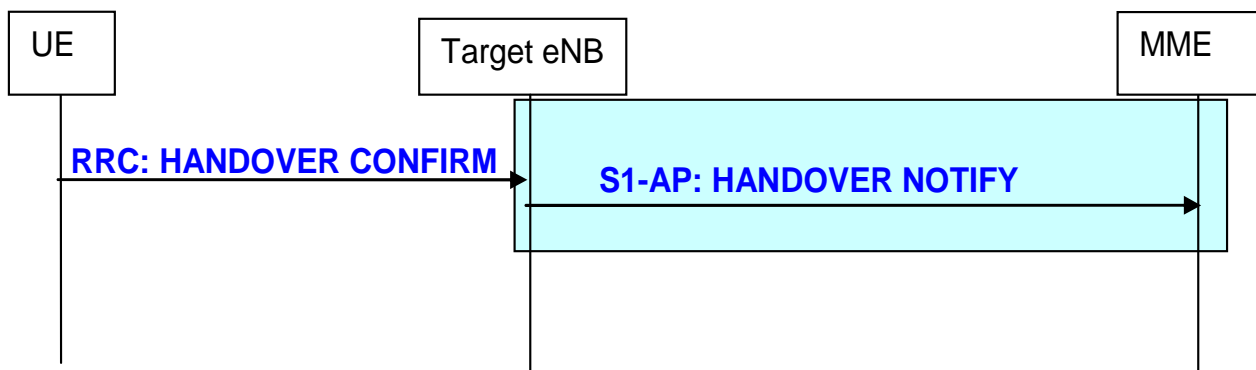 UE
Target eNB
MME
RRC: HANDOVER CONFIRM
S1-AP: HANDOVER NOTIFY